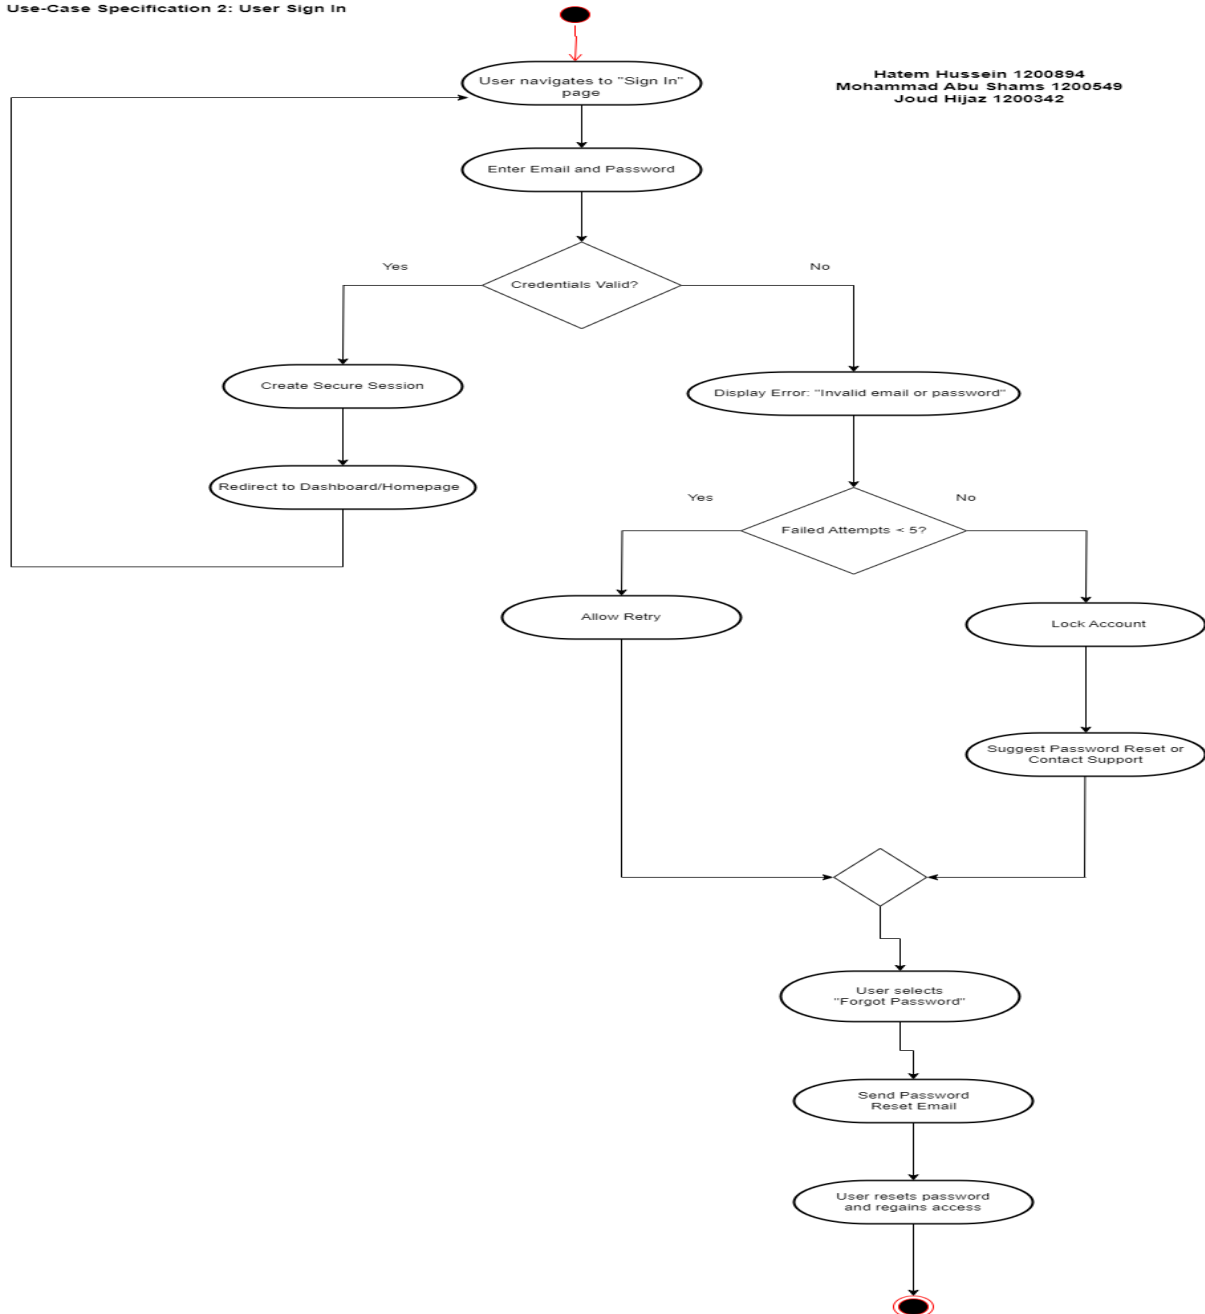 Use-Case Specification 2: User Sign In
User navigates to "Sign In"
page
Hatem Hussein 1200894
Mohammad Abu Shams 1200549
Joud Hijaz 1200342
Enter Email and Password
Yes
No
Credentials Valid?
Create Secure Session
Display Error: "Invalid email or password"
Redirect to Dashboard/Homepage
Yes
No
Failed Attempts < 5?
Allow Retry
Lock Account
Suggest Password Reset or
Contact Support
User selects
"Forgot Password"
Send Password
Reset Email
User resets password
and regains access